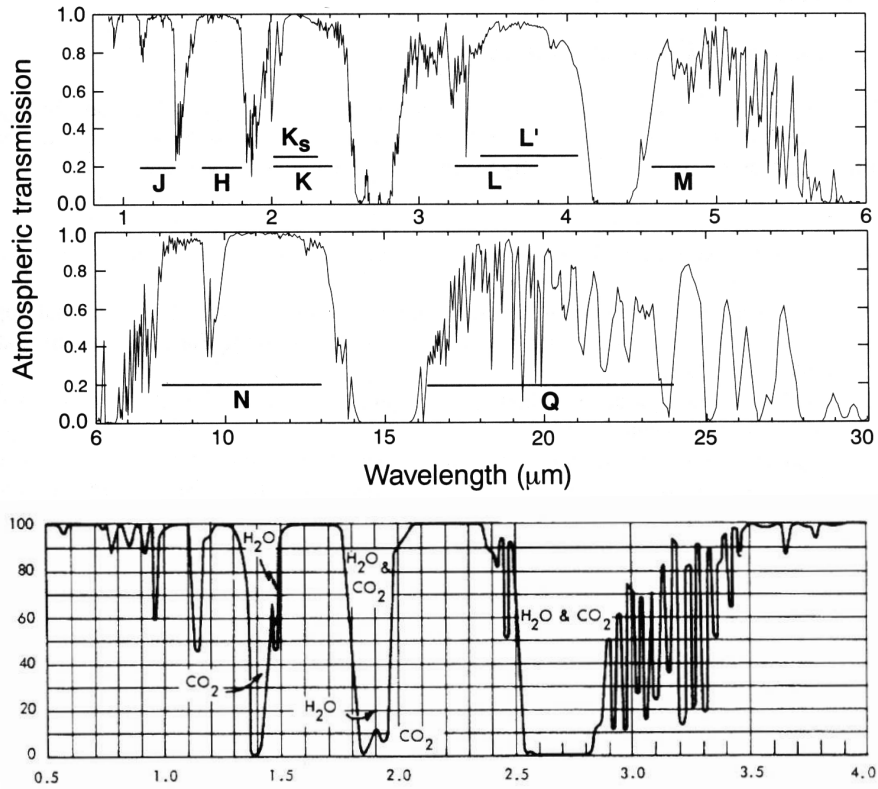 Atmospheric transmission
1.0
0.8
0.6
0.4
0.2
0.0
Ks L'
J H K L M
1 2 3 4 5 6
1.0
0.8
0.6
0.4
0.2
0.0
N Q
6 10 15 20 25 30
Wavelength (μm)
100
80
60
40
20
0
H₂O
H₂O &
CO₂
H₂O & CO₂
CO₂
H₂O
CO₂
0.5 1.0 1.5 2.0 2.5 3.0 3.5 4.0